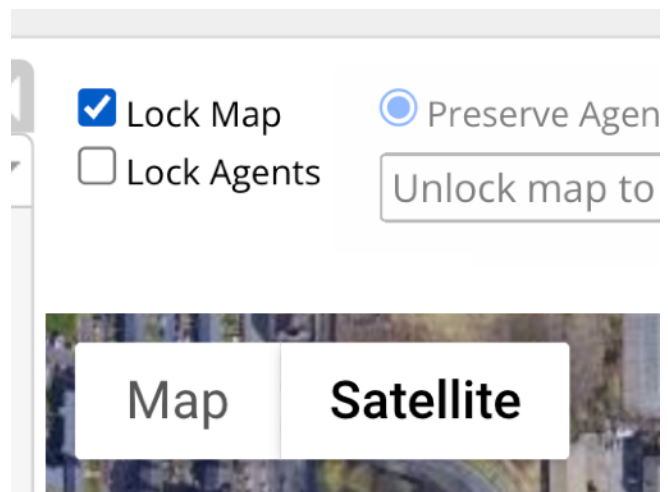 Lock Map
Preserve Agen
Lock Agents
Unlock map to
Map
Satellite